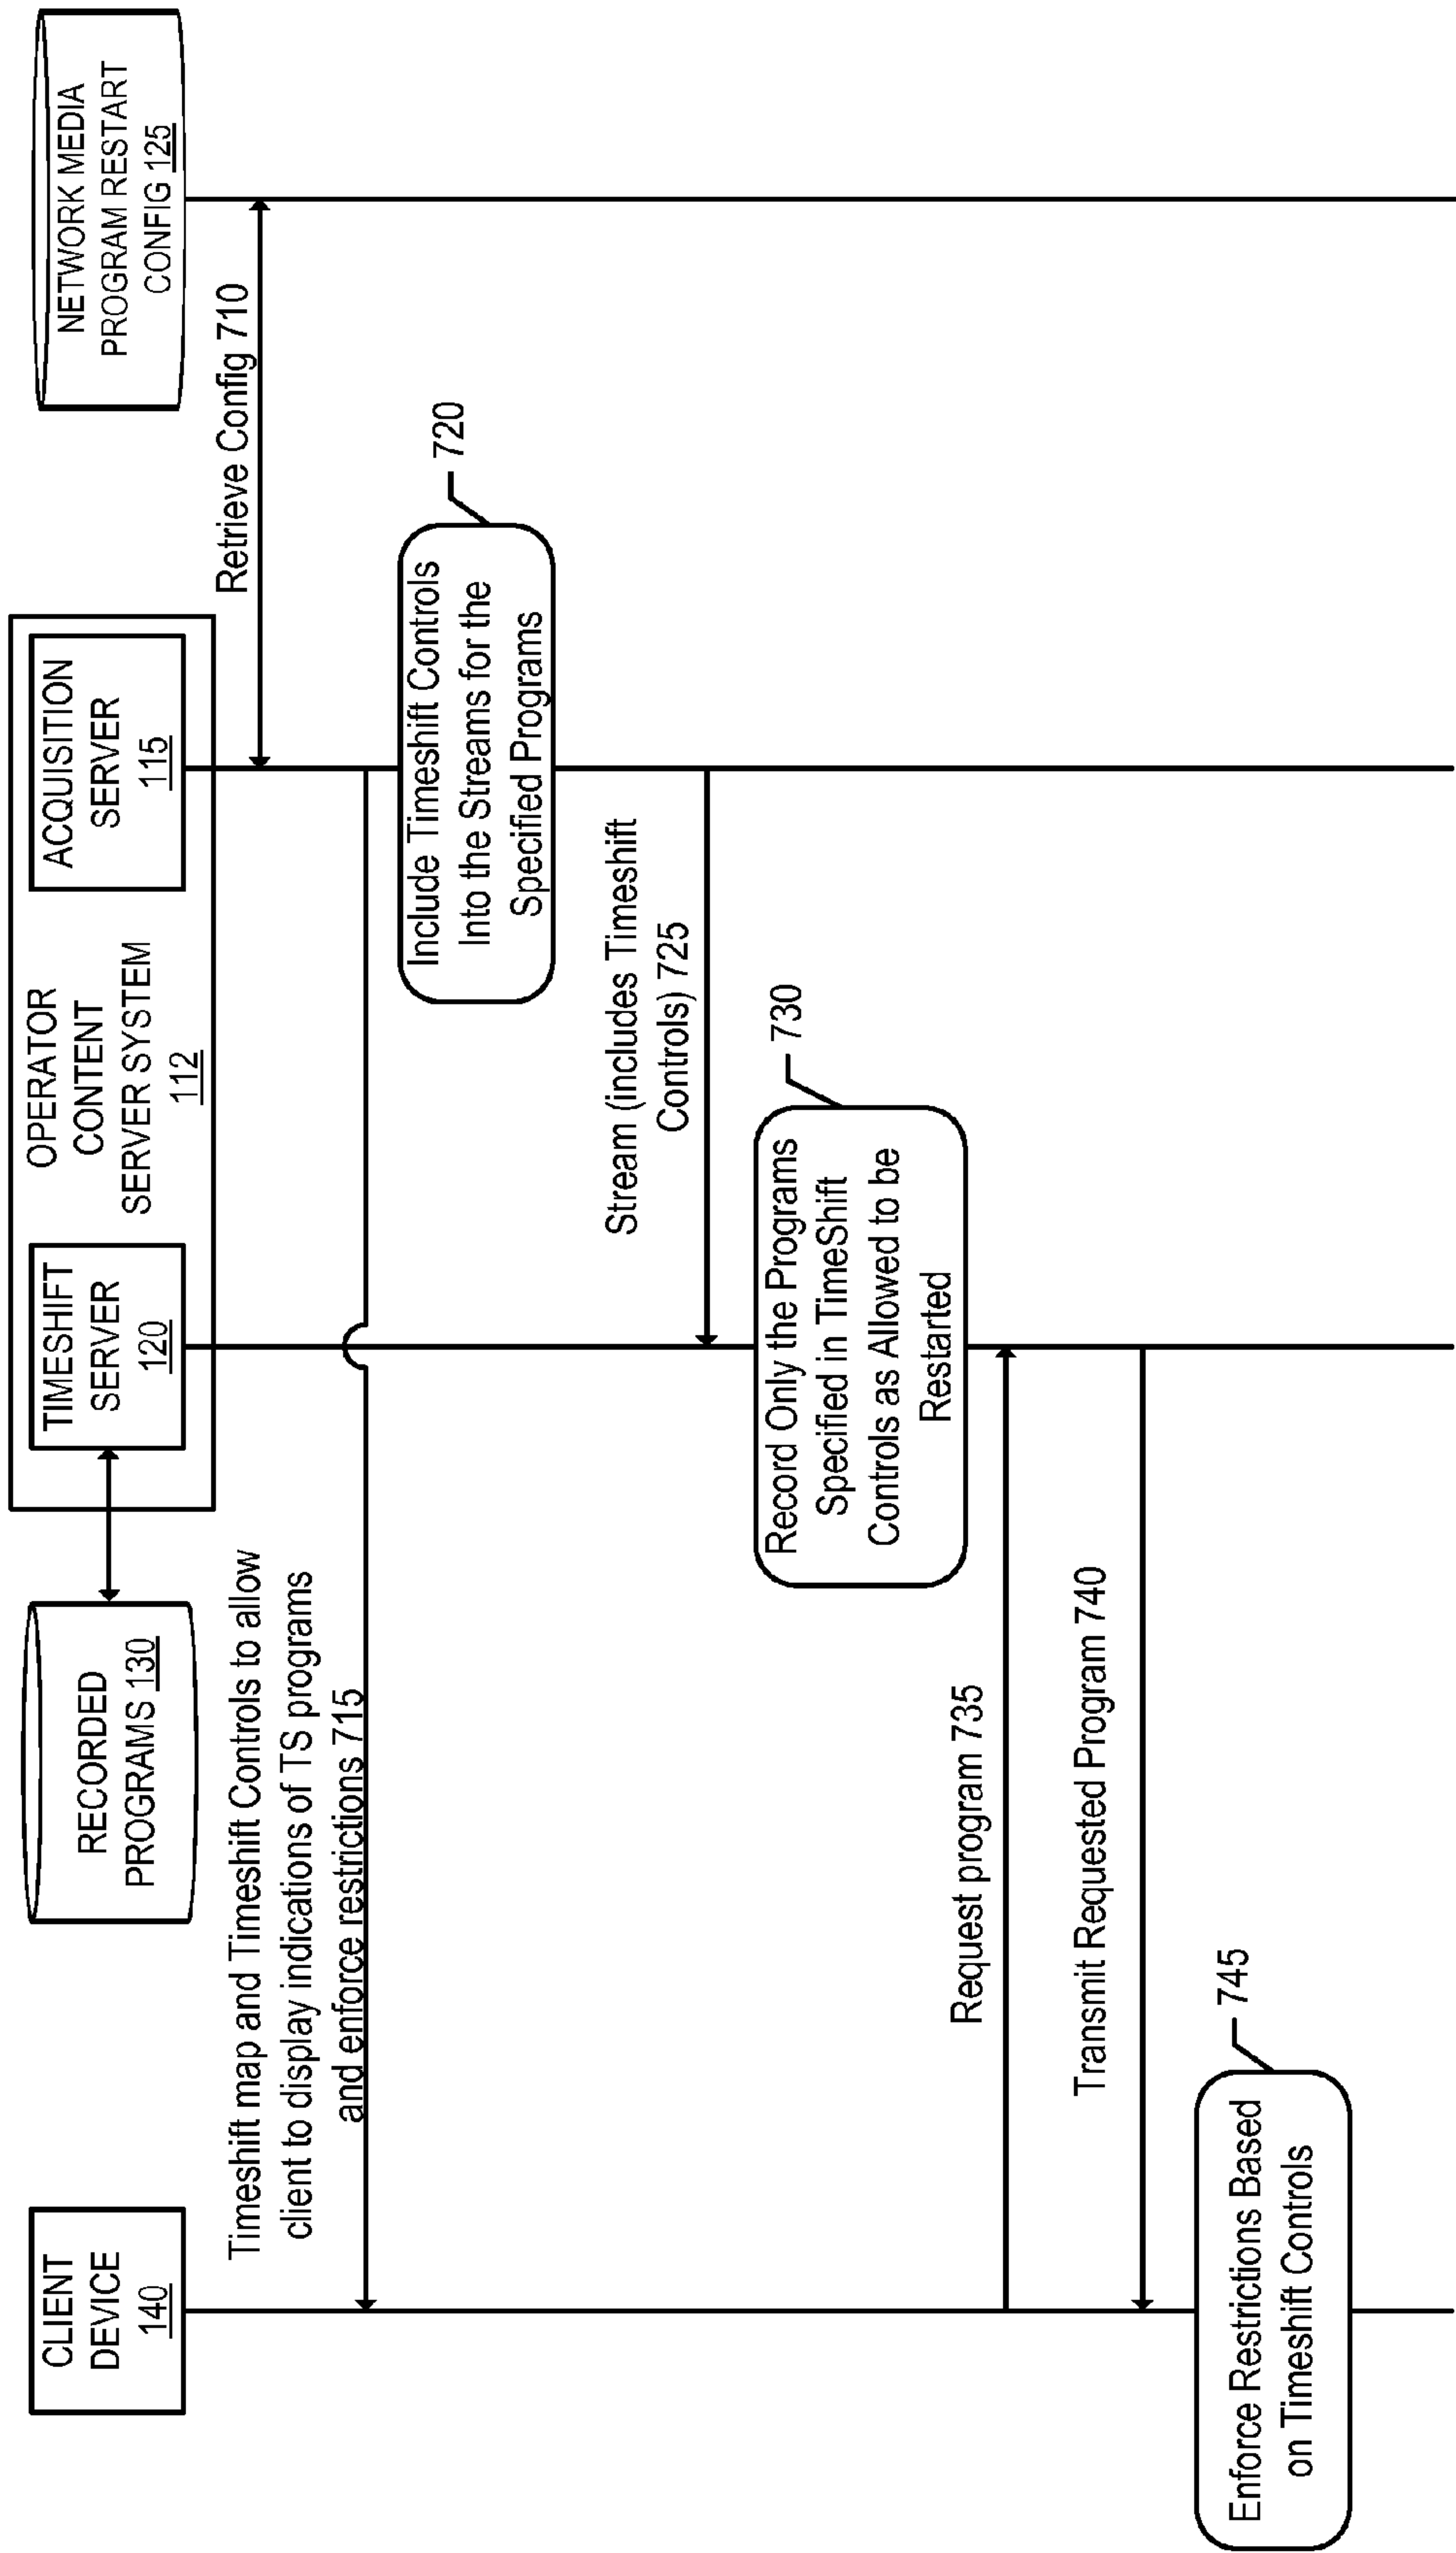 CLIENT
DEVICE
140
RECORDED
PROGRAMS 130
TIMESHIFT
SERVER
120
OPERATOR
CONTENT
SERVER SYSTEM
112
ACQUISITION
SERVER
115
NETWORK MEDIA
PROGRAM RESTART
CONFIG 125
Retrieve Config 710
Timeshift map and Timeshift Controls to allow
client to display indications of TS programs
and enforce restrictions 715
Include Timeshift Controls
Into the Streams for the
Specified Programs
720
Stream (includes Timeshift
Controls) 725
Record Only the Programs
Specified in TimeShift
Controls as Allowed to be
Restarted
730
Request program 735
Transmit Requested Program 740
Enforce Restrictions Based
on Timeshift Controls
745